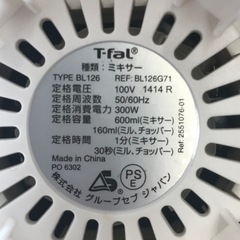 T-fal
種類：ミキサー
TYPE BL126 REF: BL126G71
定格電圧 100V 1414 R
定格周波数 50/60Hz
定格消費電力 300W
定格容量 600ml(ミキサー)
160ml(ミル,チョッパー)
定格時間 1分(ミキサー)
30秒(ミル,チョッパー)
Made in China
PO 6302
PS
E
株式会社 グループセブ ジャパン
Ref.: 2551076-01